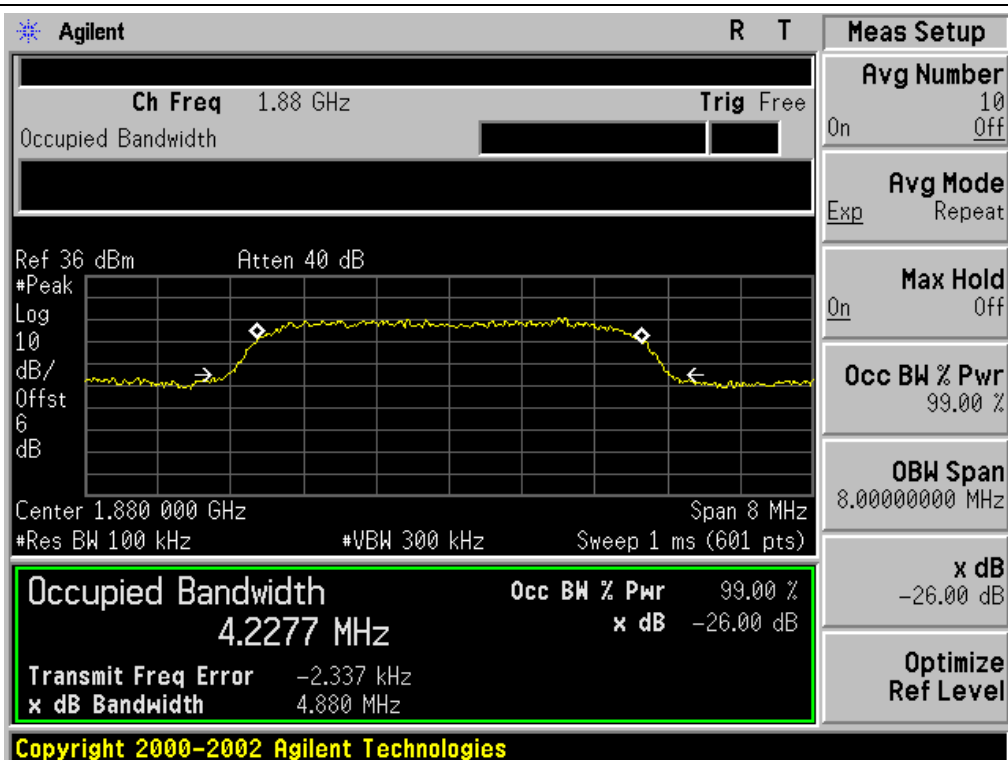 Agilent R T
Ch Freq 1.88 GHz Trig Free
Occupied Bandwidth
Ref 36 dBm Atten 40 dB
#Peak
Log
10
dB/
Offst
6
dB
Center 1.880 000 GHz Span 8 MHz
#Res BW 100 kHz #VBW 300 kHz Sweep 1 ms (601 pts)
Occupied Bandwidth Occ BW % Pwr 99.00 %
4.2277 MHz x dB -26.00 dB
Transmit Freq Error -2.337 kHz
x dB Bandwidth 4.880 MHz
Copyright 2000-2002 Agilent Technologies
Meas Setup
Avg Number
10
On Off
Avg Mode
Exp Repeat
Max Hold
On Off
Occ BW % Pwr
99.00 %
OBW Span
8.00000000 MHz
x dB
-26.00 dB
Optimize
Ref Level